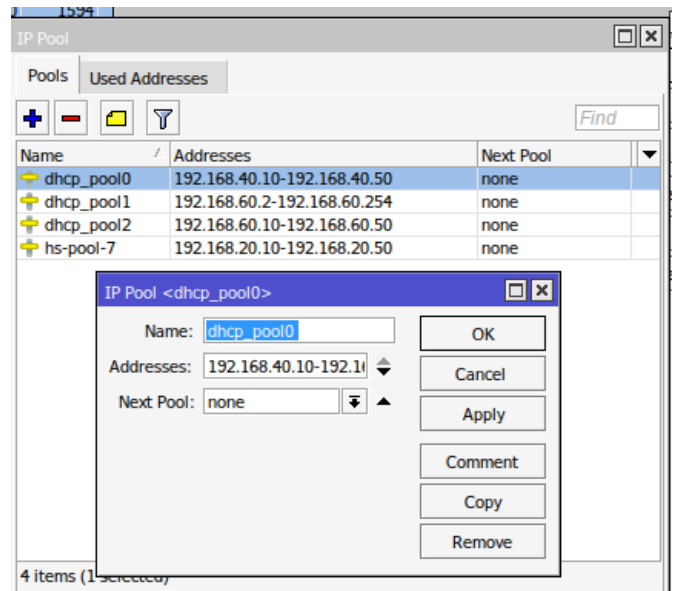 1594
IP Pool
Pools Used Addresses
Find
Name Addresses Next Pool
dhcp_pool0 192.168.40.10-192.168.40.50 none
dhcp_pool1 192.168.60.2-192.168.60.254 none
dhcp_pool2 192.168.60.10-192.168.60.50 none
hs-pool-7 192.168.20.10-192.168.20.50 none
IP Pool <dhcp_pool0>
Name: dhcp_pool0 OK
Addresses: 192.168.40.10-192.1 Cancel
Next Pool: none Apply
Comment
Copy
Remove
4 items (1 selected)